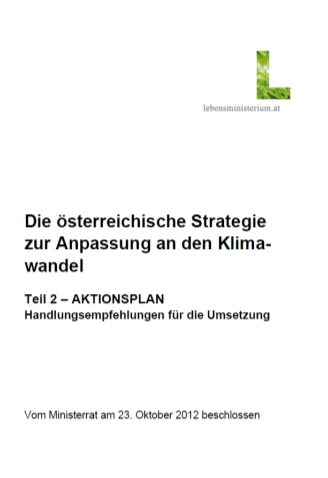 lebensministerium.at
Die österreichische Strategie
zur Anpassung an den Klima-
wandel
Teil 2 – AKTIONSPLAN
Handlungsempfehlungen für die Umsetzung
Vom Ministerrat am 23. Oktober 2012 beschlossen